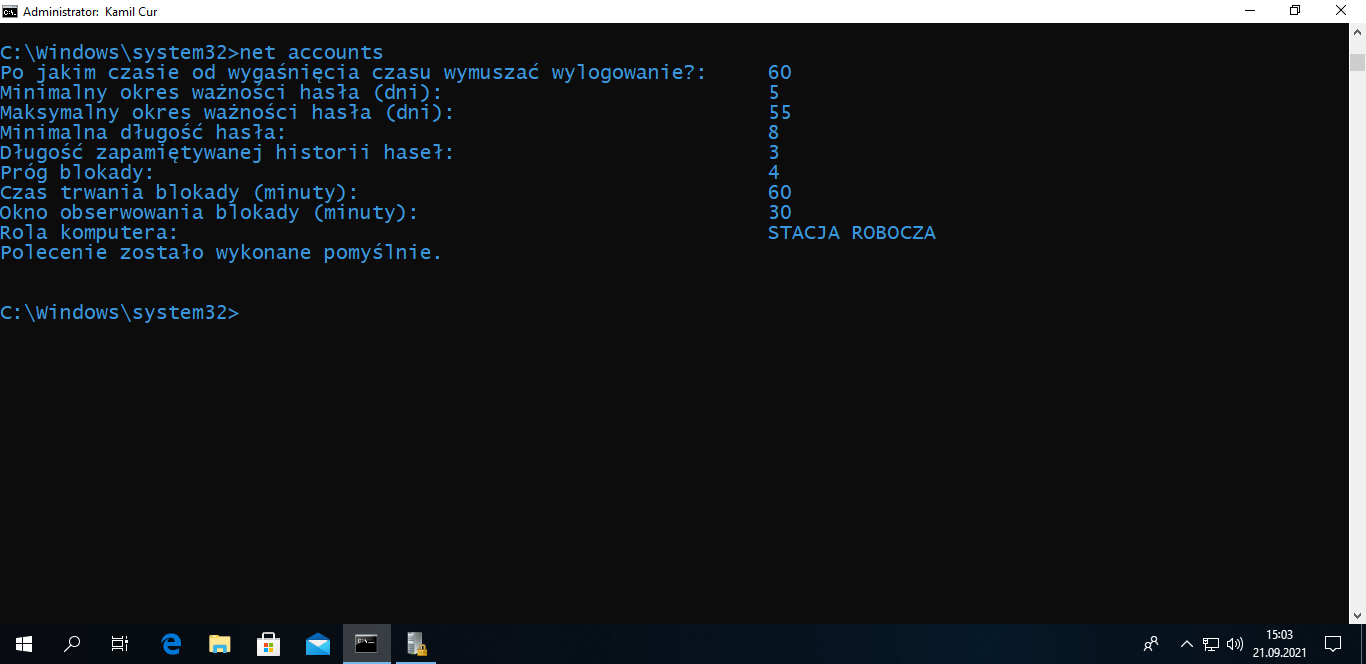 Administrator: Kamil Cur
C:\Windows\system32>net accounts
Po jakim czasie od wygaśnięcia czasu wymuszać wylogowanie?: 60
Minimalny okres ważności hasła (dni): 5
Maksymalny okres ważności hasła (dni): 55
Minimalna długość hasła: 8
Długość zapamiętywanej historii haseł: 3
Próg blokady: 4
Czas trwania blokady (minuty): 60
Okno obserwowania blokady (minuty): 30
Rola komputera: STACJA ROBOCZA
Polecenie zostało wykonane pomyślnie.
C:\Windows\system32>
15:03
21.09.2021